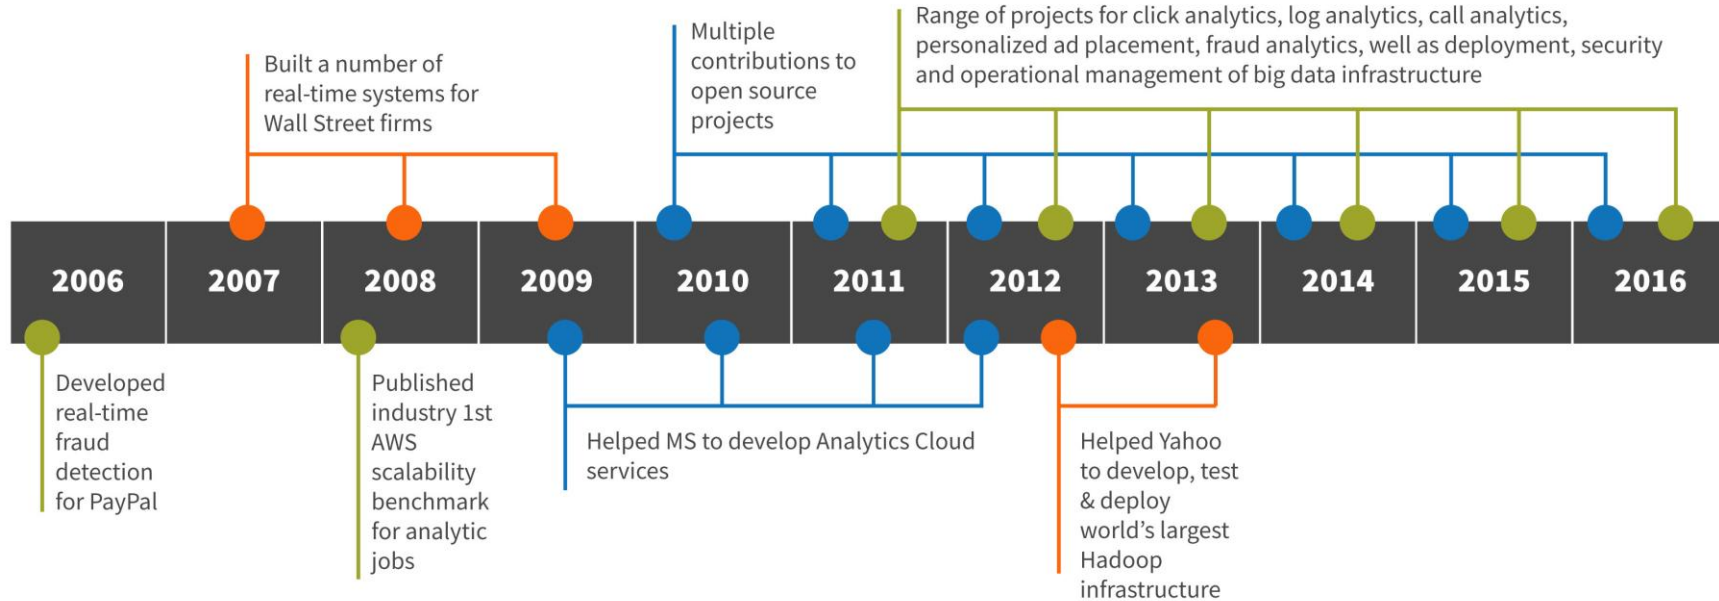 Built a number of
real-time systems for
Wall Street firms
Multiple
contributions to
open source
projects
Range of projects for click analytics, log analytics, call analytics,
personalized ad placement, fraud analytics, well as deployment, security
and operational management of big data infrastructure
2006
2007
2008
2009
2010
2011
2012
2013
2014
2015
2016
Developed
real-time
fraud
detection
for PayPal
Published
industry 1st
AWS
scalability
benchmark
for analytic
jobs
Helped MS to develop Analytics Cloud
services
Helped Yahoo
to develop, test
& deploy
world’s largest
Hadoop
infrastructure